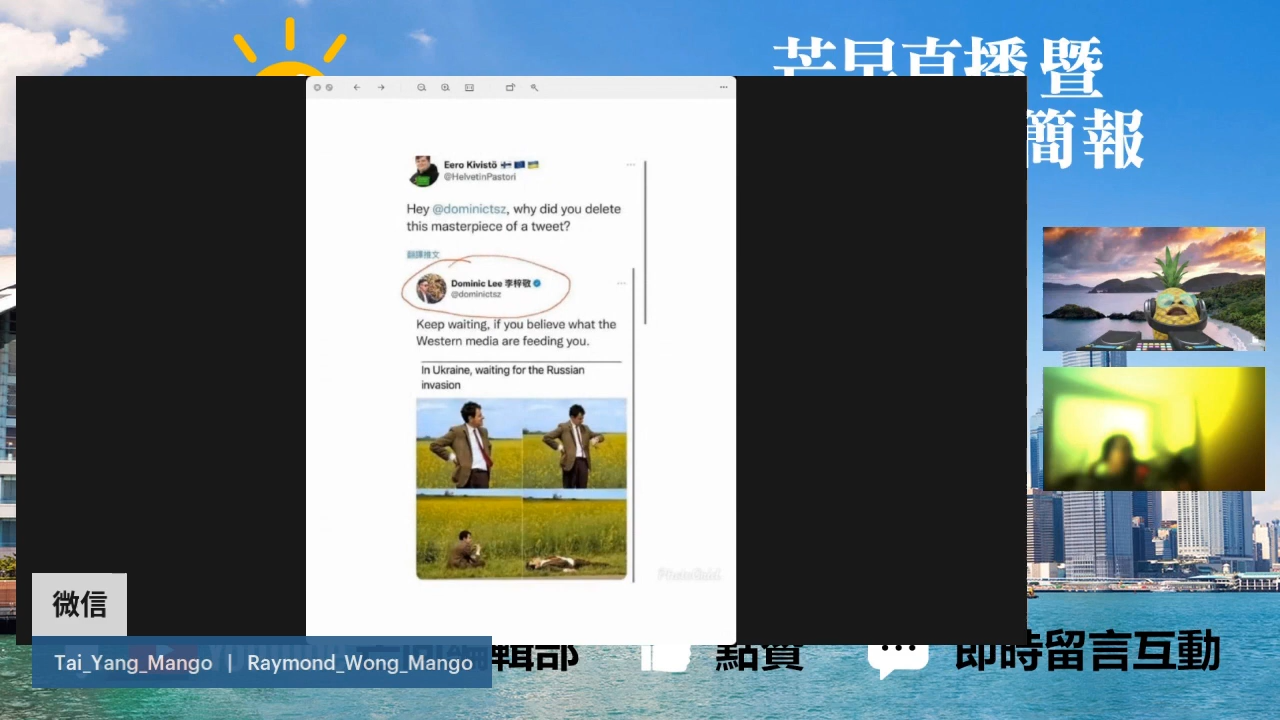 芒早直播暨
簡報
Eero Kivistö
@HelvetinPastori
Hey @dominictsz, why did you delete
this masterpiece of a tweet?
翻譯推文
Dominic Lee 李梓敬
@dominictsz
Keep waiting, if you believe what the
Western media are feeding you.
In Ukraine, waiting for the Russian
invasion
微信
Tai_Yang_Mango | Raymond_Wong_Mango
輯部
點贊
即時留言互動